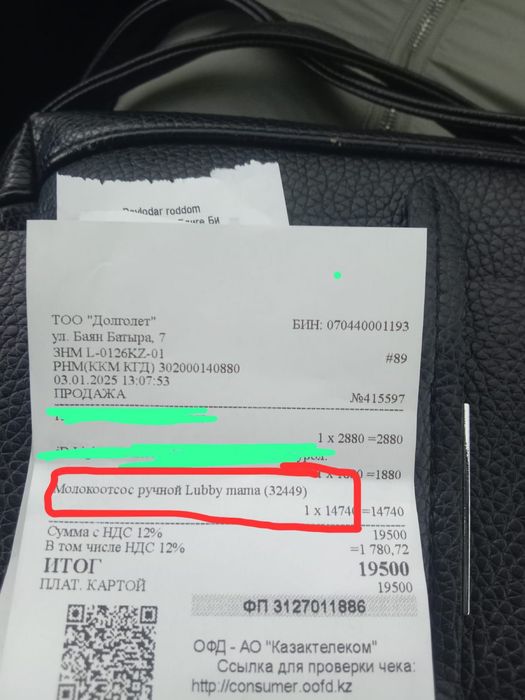 Pavlodar roddom
ТОО "Долголет"
БИН: 070440001193
ул. Баян Батыра, 7
ЗНМ L-0126KZ-01
#89
РНМ(ККМ КГД) 302000140880
03.01.2025 13:07:53
ПРОДАЖА
№415597
1 x 2880 =2880
=1880
Молокоотсос ручной Lubby mama (32449)
1 x 14740 =14740
Сумма с НДС 12%
19500
В том числе НДС 12%
=1 780,72
ИТОГ
19500
ПЛАТ. КАРТОЙ
19500
ФП 3127011886
ОФД - АО "Казактелеком"
Ссылка для проверки чека:
http://consumer.oofd.kz